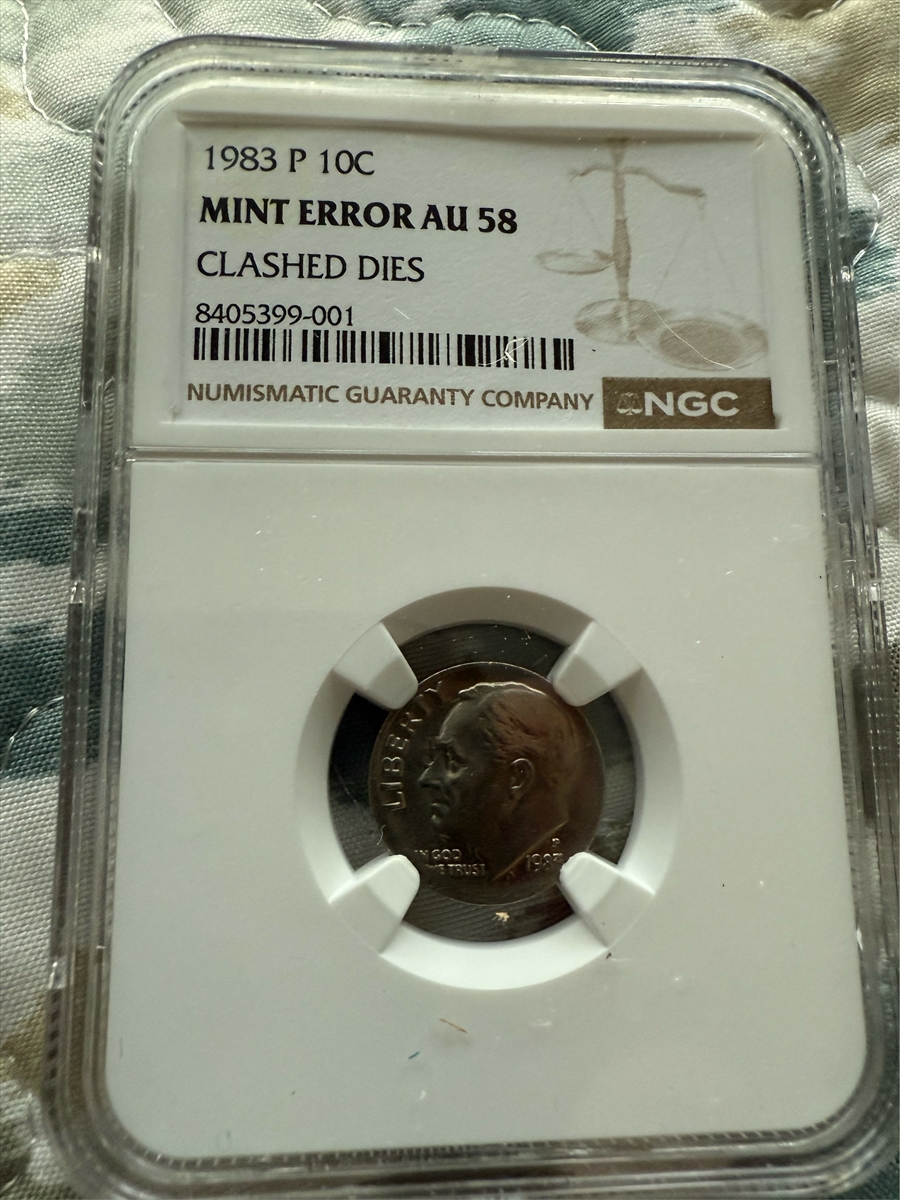 1983 P 10C
MINT ERROR AU 58
CLASHED DIES
8405399-001
NUMISMATIC GUARANTY COMPANY
NGC
LIBERTY
IN GOD
WE TRUST
P
1983